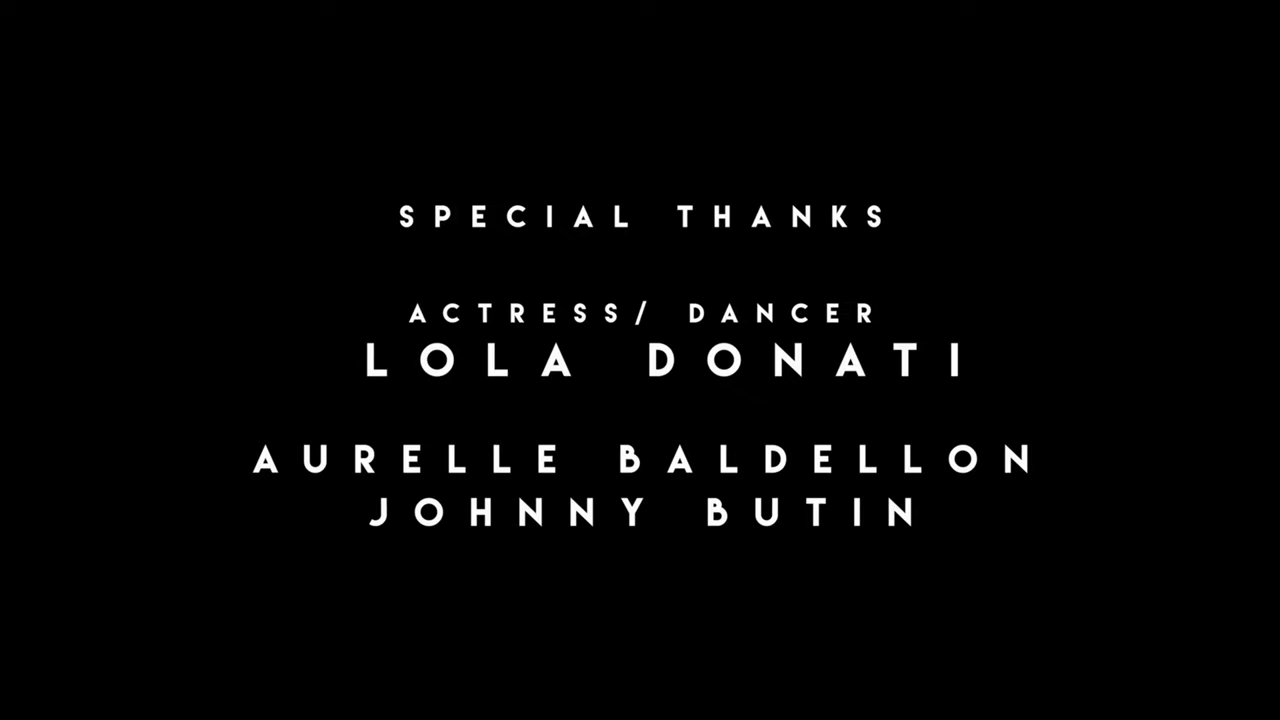 SPECIAL THANKS
ACTRESS/ DANCER
LOLA DONATI
AURELLE BALDELLON
JOHNNY BUTIN